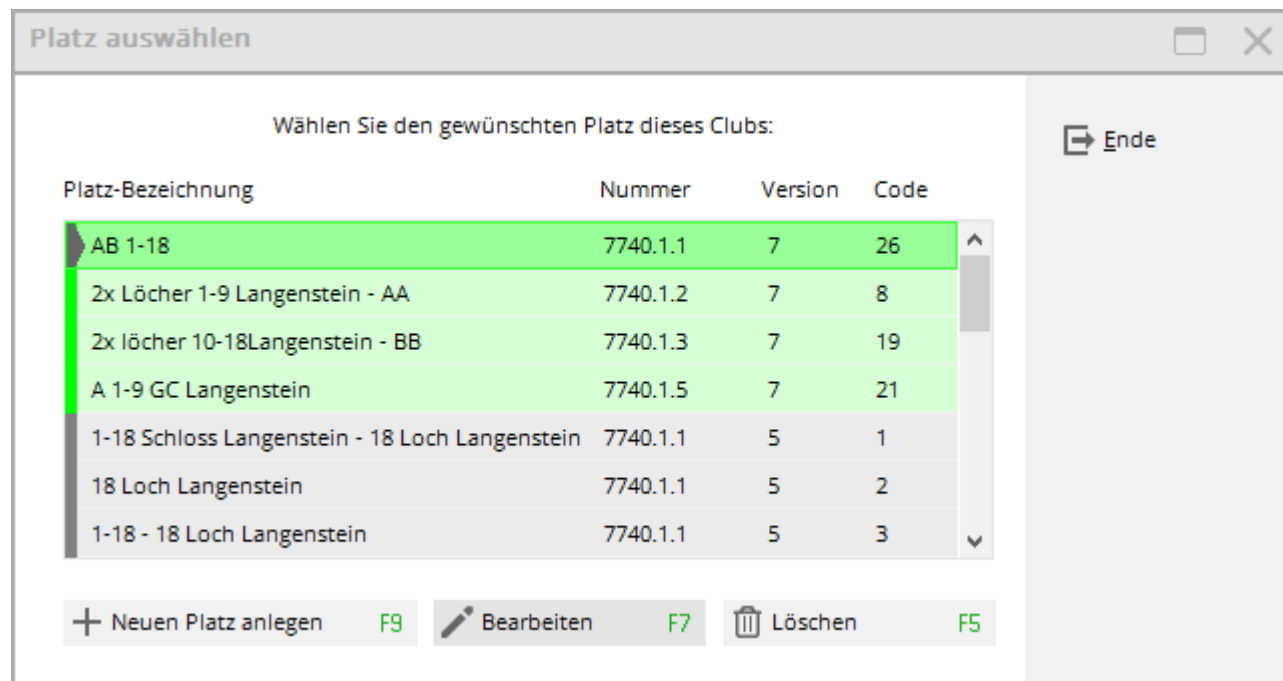 Platz auswählen
Wählen Sie den gewünschten Platz dieses Clubs:
Ende
Platz-Bezeichnung Nummer Version Code
AB 1-18 7740.1.1 7 26
2x Löcher 1-9 Langenstein - AA 7740.1.2 7 8
2x löcher 10-18Langenstein - BB 7740.1.3 7 19
A 1-9 GC Langenstein 7740.1.5 7 21
1-18 Schloss Langenstein - 18 Loch Langenstein 7740.1.1 5 1
18 Loch Langenstein 7740.1.1 5 2
1-18 - 18 Loch Langenstein 7740.1.1 5 3
Neuen Platz anlegen F9 Bearbeiten F7 Löschen F5